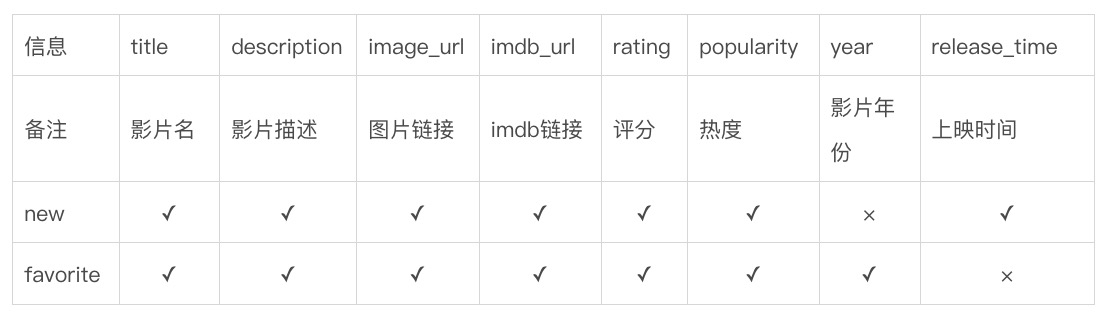 信息 title description image_url imdb_url rating popularity year release_time
备注 影片名 影片描述 图片链接 imdb链接 评分 热度 影片年份 上映时间
new ✓ ✓ ✓ ✓ ✓ ✓ × ✓
favorite ✓ ✓ ✓ ✓ ✓ ✓ ✓ ×